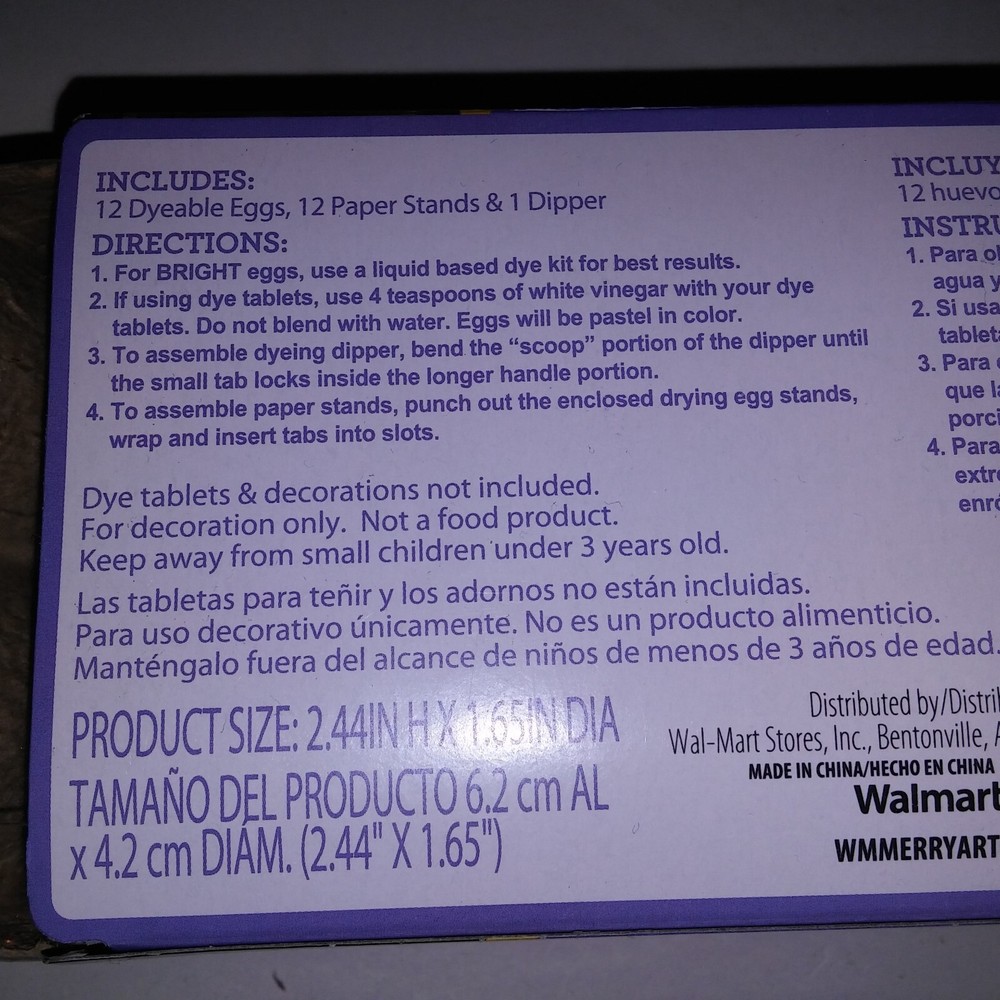 INCLUDES:
12 Dyeable Eggs, 12 Paper Stands & 1 Dipper
DIRECTIONS:
1. For BRIGHT eggs, use a liquid based dye kit for best results.
2. If using dye tablets, use 4 teaspoons of white vinegar with your dye
tablets. Do not blend with water. Eggs will be pastel in color.
3. To assemble dyeing dipper, bend the “scoop” portion of the dipper until
the small tab locks inside the longer handle portion.
4. To assemble paper stands, punch out the enclosed drying egg stands,
wrap and insert tabs into slots.
Dye tablets & decorations not included.
For decoration only. Not a food product.
Keep away from small children under 3 years old.
Las tabletas para teñir y los adornos no están incluidas.
Para uso decorativo únicamente. No es un producto alimenticio.
Manténgalo fuera del alcance de niños de menos de 3 años de edad.
PRODUCT SIZE: 2.44IN H X 1.65IN DIA
TAMAÑO DEL PRODUCTO 6.2 cm AL
x 4.2 cm DIÁM. (2.44" X 1.65")
INCLUY
12 huevo
INSTRU
1. Para ob
agua y
2. Si usa
tableta
3. Para
que la
porci
4. Para
extr
enro
Distributed by/Distri
Wal-Mart Stores, Inc., Bentonville, A
MADE IN CHINA/HECHO EN CHINA
Walmart
WMMERRYART